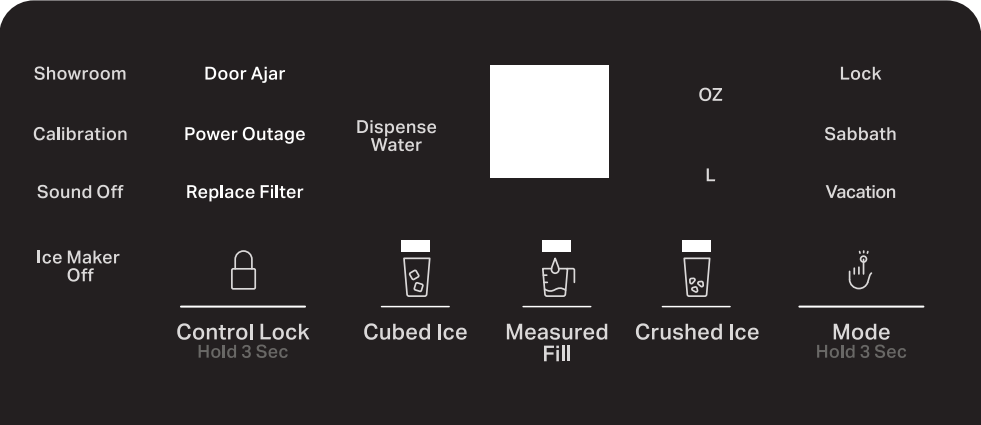 Showroom
Door Ajar
Lock
OZ
Calibration
Power Outage
Dispense
Water
Sabbath
L
Sound Off
Replace Filter
Vacation
Ice Maker
Off
Control Lock
Hold 3 Sec
Cubed Ice
Measured
Fill
Crushed Ice
Mode
Hold 3 Sec